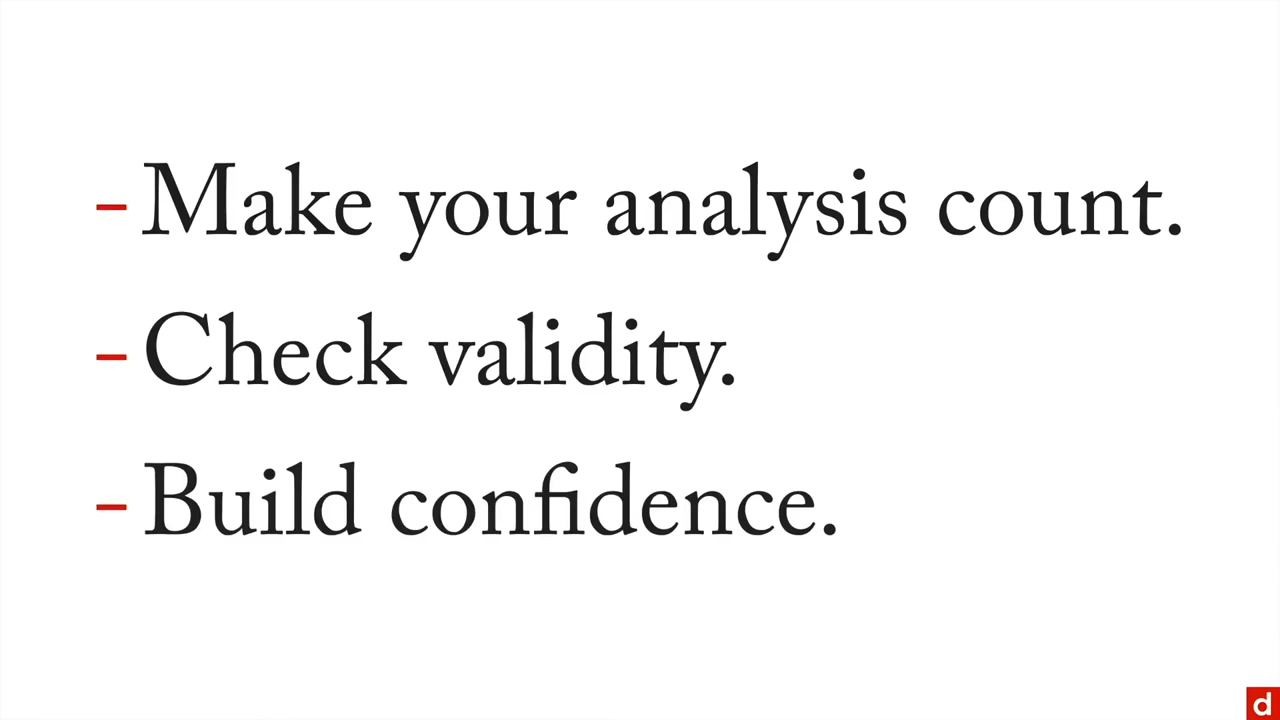 - Make your analysis count.
- Check validity.
- Build confidence.
d